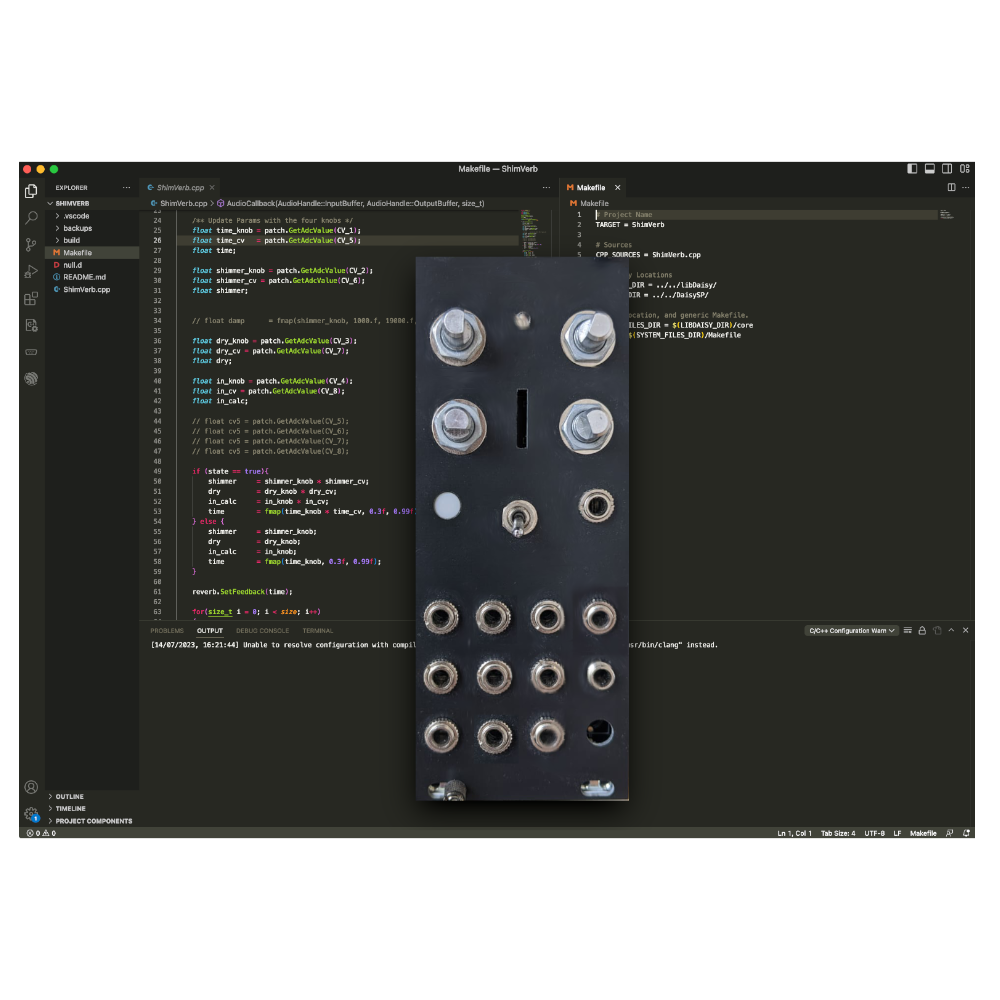 Makefile — ShimVerb
EXPLORER
SHIMVERB
.vscode
backups
build
Makefile
null.d
README.md
ShimVerb.cpp
OUTLINE
TIMELINE
PROJECT COMPONENTS
ShimVerb.cpp
ShimVerb.cpp > AudioCallback(AudioHandle::InputBuffer, AudioHandle::OutputBuffer, size_t)
24 /** Update Params with the four knobs */
25 float time_knob = patch.GetAdcValue(CV_1);
26 float time_cv = patch.GetAdcValue(CV_5);
27 float time;
28
29 float shimmer_knob = patch.GetAdcValue(CV_2);
30 float shimmer_cv = patch.GetAdcValue(CV_6);
31 float shimmer;
32
33
34 // float damp = fmap(shimmer_knob, 1000.f, 19000.f,
35
36 float dry_knob = patch.GetAdcValue(CV_3);
37 float dry_cv = patch.GetAdcValue(CV_7);
38 float dry;
39
40 float in_knob = patch.GetAdcValue(CV_4);
41 float in_cv = patch.GetAdcValue(CV_8);
42 float in_calc;
43
44 // float cv5 = patch.GetAdcValue(CV_5);
45 // float cv5 = patch.GetAdcValue(CV_6);
46 // float cv5 = patch.GetAdcValue(CV_7);
47 // float cv5 = patch.GetAdcValue(CV_8);
48
49 if (state == true){
50 shimmer = shimmer_knob * shimmer_cv;
51 dry = dry_knob * dry_cv;
52 in_calc = in_knob * in_cv;
53 time = fmap(time_knob * time_cv, 0.3f, 0.99f
54 } else {
55 shimmer = shimmer_knob;
56 dry = dry_knob;
57 in_calc = in_knob;
58 time = fmap(time_knob, 0.3f, 0.99f);
59 }
60
61 reverb.SetFeedback(time);
62
63 for(size_t i = 0; i < size; i++)
Makefile
Makefile
1 # Project Name
2 TARGET = ShimVerb
3
4 # Sources
5 CPP_SOURCES = ShimVerb.cpp
y Locations
_DIR = ../../libDaisy/
DIR = ../../DaisySP/
ocation, and generic Makefile.
ILES_DIR = $(LIBDAISY_DIR)/core
$(SYSTEM_FILES_DIR)/Makefile
PROBLEMS OUTPUT DEBUG CONSOLE TERMINAL
C/C++ Configuration Warn
[14/07/2023, 16:21:44] Unable to resolve configuration with compil
usr/bin/clang" instead.
0 0
Ln 1, Col 1 Tab Size: 4 UTF-8 LF Makefile